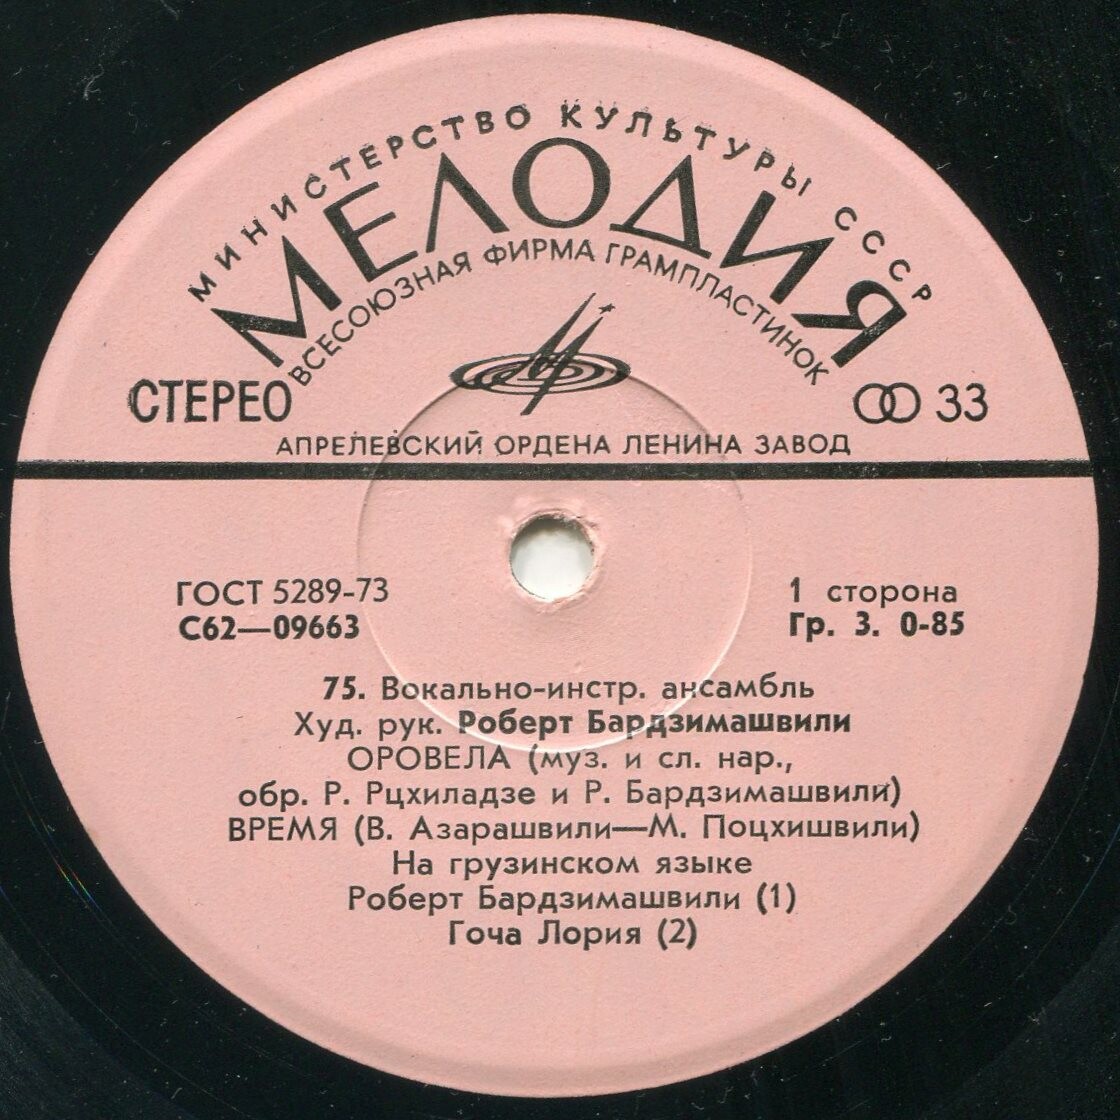 МИНИСТЕРСТВО КУЛЬТУРЫ СССР
МЕЛОДИЯ
ВСЕСОЮЗНАЯ ФИРМА ГРАМПЛАСТИНОК
СТЕРЕО
33
АПРЕЛЕВСКИЙ ОРДЕНА ЛЕНИНА ЗАВОД
ГОСТ 5289-73
С62—09663
1 сторона
Гр. 3. 0-85
75. Вокально-инстр. ансамбль
Худ. рук. Роберт Бардзимашвили
ОРОВЕЛА (муз. и сл. нар.,
обр. Р. Рцхиладзе и Р. Бардзимашвили)
ВРЕМЯ (В. Азарашвили—М. Поцхишвили)
На грузинском языке
Роберт Бардзимашвили (1)
Гоча Лория (2)